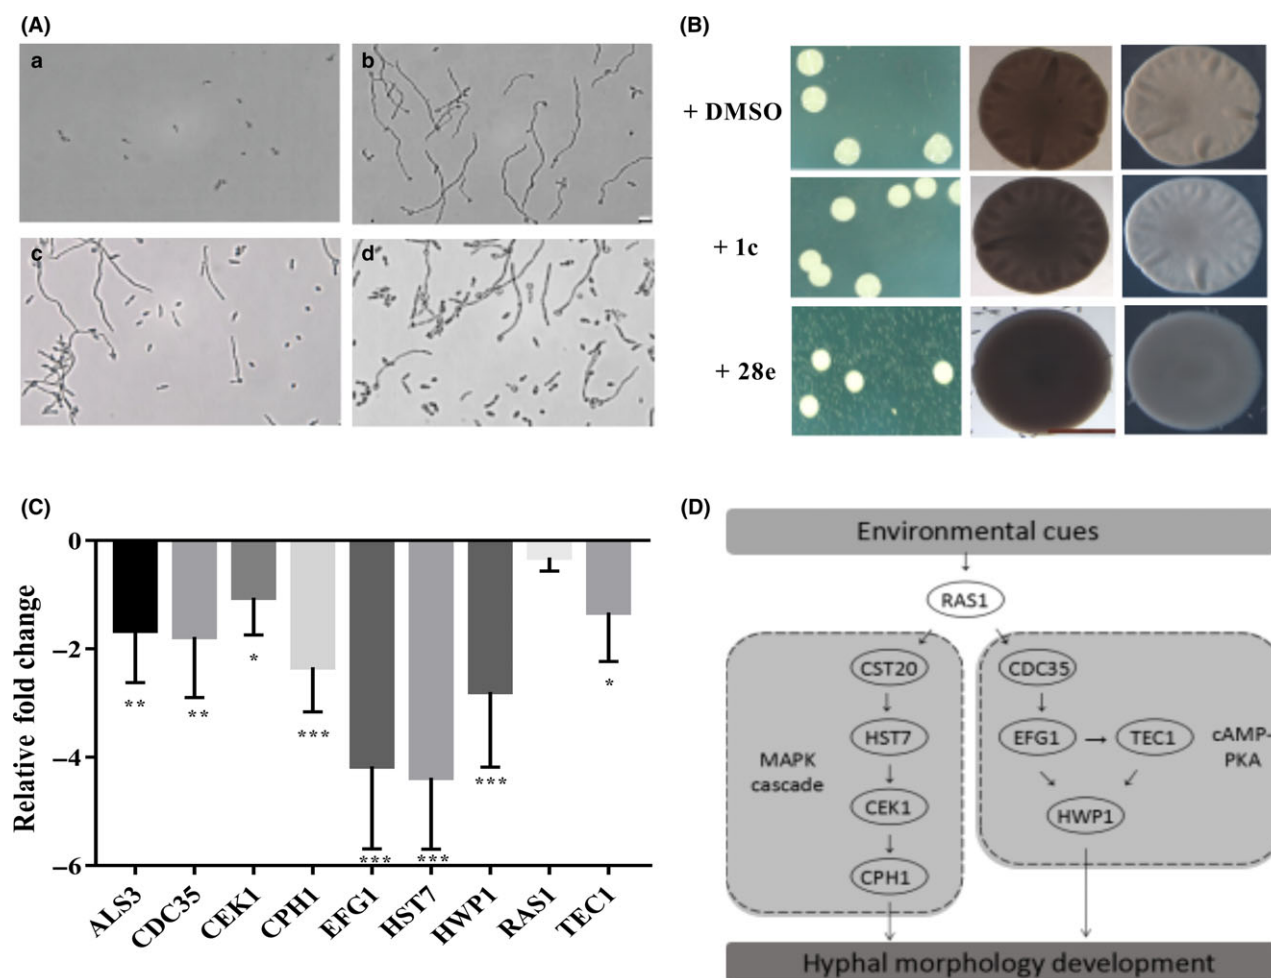 (A)
a
b
c
d
(B)
+ DMSO
+ 1c
+ 28e
(C)
Relative fold change
0
−2
−4
−6
**
**
*
***
***
***
***
*
ALS3
CDC35
CEK1
CPH1
EFG1
HST7
HWP1
RAS1
TEC1
(D)
Environmental cues
RAS1
CST20
CDC35
HST7
EFG1
TEC1
cAMP-
PKA
MAPK
cascade
CEK1
HWP1
CPH1
Hyphal morphology development